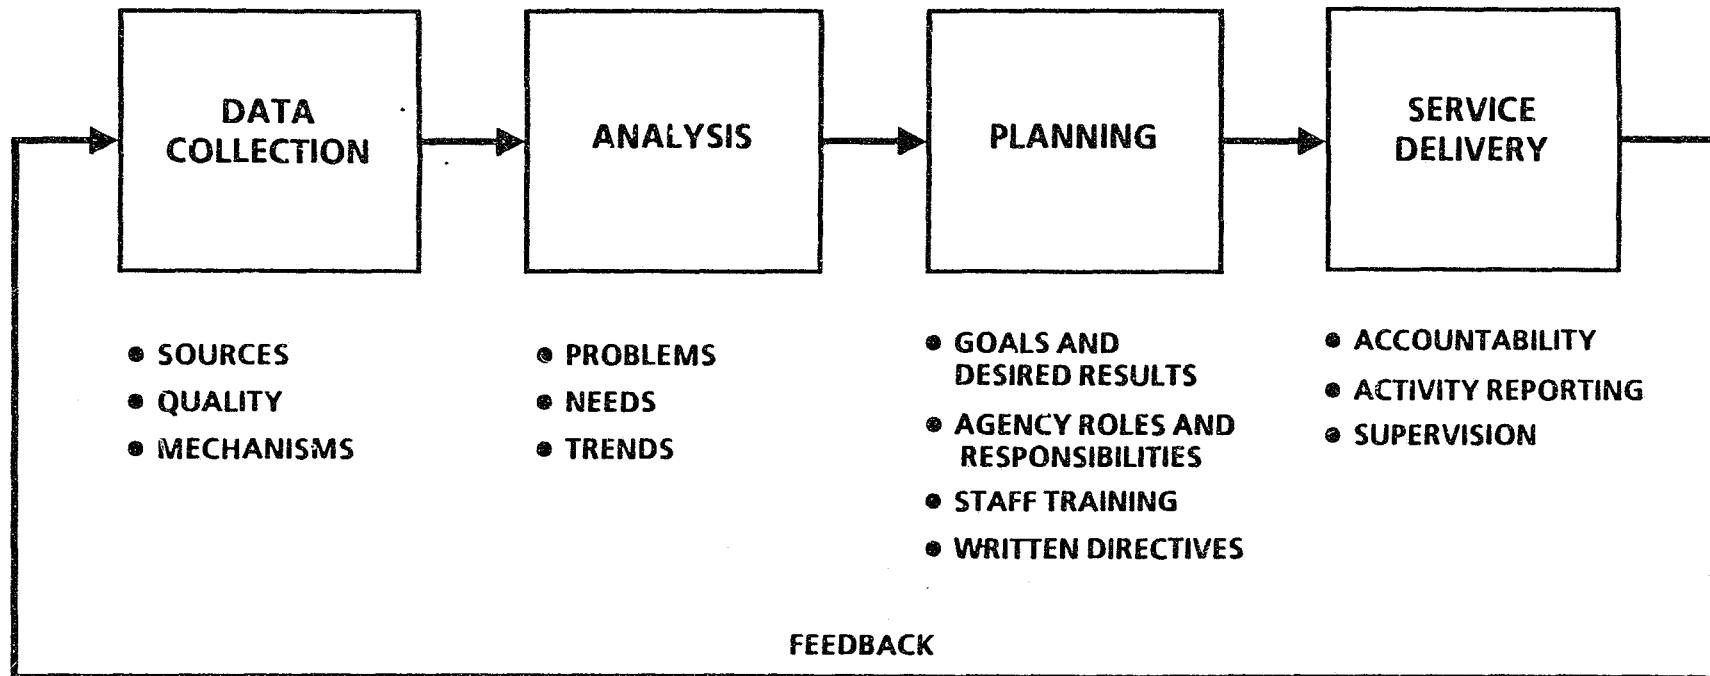 DATA
COLLECTION
ANALYSIS
PLANNING
SERVICE
DELIVERY
● SOURCES
● QUALITY
● MECHANISMS
● PROBLEMS
● NEEDS
● TRENDS
● GOALS AND
DESIRED RESULTS
● AGENCY ROLES AND
RESPONSIBILITIES
● STAFF TRAINING
● WRITTEN DIRECTIVES
● ACCOUNTABILITY
● ACTIVITY REPORTING
● SUPERVISION
FEEDBACK